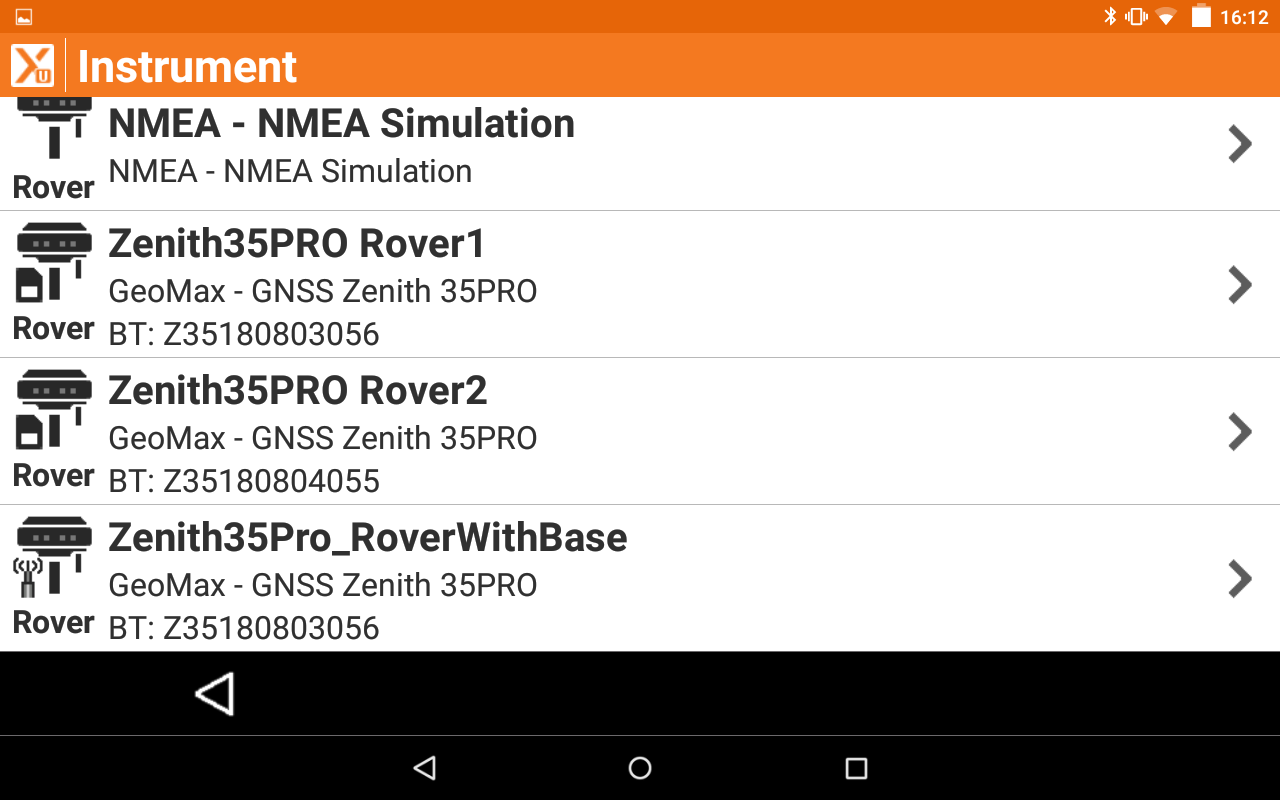 16:12
XU
Instrument
NMEA - NMEA Simulation
NMEA - NMEA Simulation
Rover
Zenith35PRO Rover1
GeoMax - GNSS Zenith 35PRO
Rover
BT: Z35180803056
Zenith35PRO Rover2
GeoMax - GNSS Zenith 35PRO
Rover
BT: Z35180804055
Zenith35Pro_RoverWithBase
GeoMax - GNSS Zenith 35PRO
Rover
BT: Z35180803056